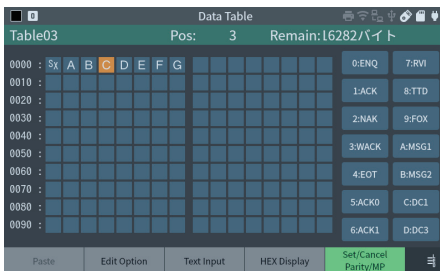 0 Data Table
Table03 Pos: 3 Remain:16282バイト
0000 : SX A B C D E F G
0010 :
0020 :
0030 :
0040 :
0050 :
0060 :
0070 :
0080 :
0090 :
0:ENQ 7:RVI
1:ACK 8:TTD
2:NAK 9:FOX
3:WACK A:MSG1
4:EOT B:MSG2
5:ACK0 C:DC1
6:ACK1 D:DC3
Paste Edit Option Text Input HEX Display Set/Cancel
Parity/MP